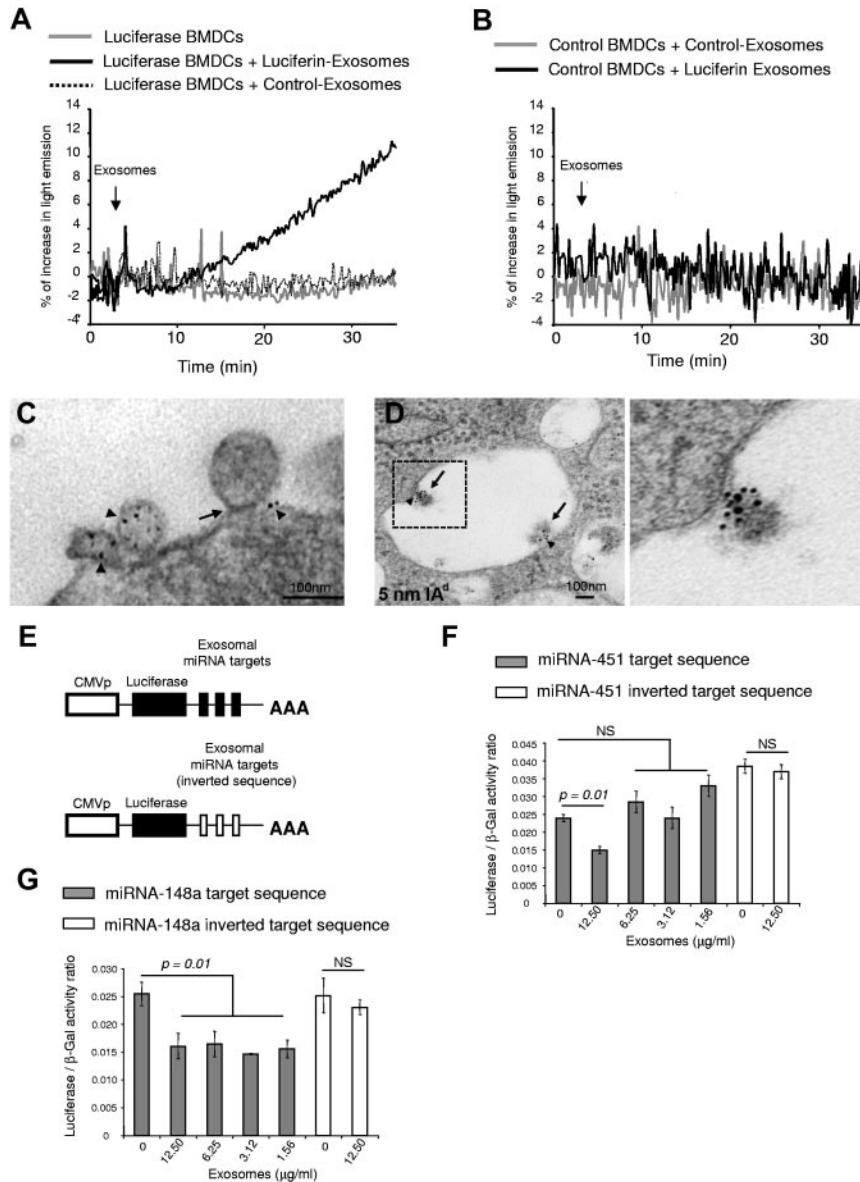 A
Luciferase BMDCs
Luciferase BMDCs + Luciferin-Exosomes
Luciferase BMDCs + Control-Exosomes
14
12
10
8
6
4
2
0
-2
-4
% of increase in light emission
Exosomes
0 10 20 30
Time (min)
B
Control BMDCs + Control-Exosomes
Control BMDCs + Luciferin Exosomes
14
12
10
8
6
4
2
0
-2
-4
% of increase in light emission
Exosomes
0 10 20 30
Time (min)
C
100nm
D
5 nm IAd
100nm
E
Exosomal
miRNA targets
CMVp Luciferase
AAA
Exosomal
miRNA targets
(inverted sequence)
CMVp Luciferase
AAA
F
miRNA-451 target sequence
miRNA-451 inverted target sequence
NS
NS
p = 0.01
0.045
0.040
0.035
0.030
0.025
0.020
0.015
0.010
0.005
0.000
Luciferase / β-Gal activity ratio
0 12.50 6.25 3.12 1.56 0 12.50
Exosomes (μg/ml)
G
miRNA-148a target sequence
miRNA-148a inverted target sequence
p = 0.01
NS
0.030
0.025
0.020
0.015
0.010
0.005
0
Luciferase / β-Gal activity ratio
0 12.50 6.25 3.12 1.56 0 12.50
Exosomes (μg/ml)